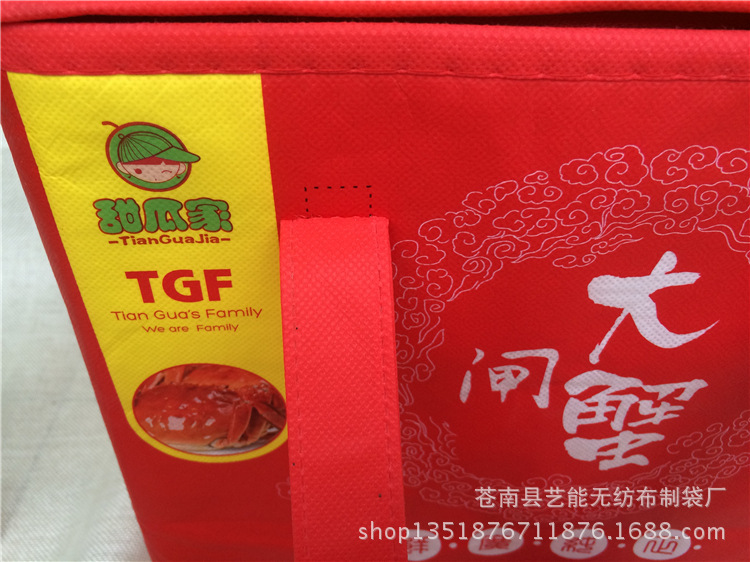 甜瓜家
-TianGuaJia-
TGF
Tian Gua's Family
We are Family
大
闸
蟹
苍南县艺能无纺布制袋厂
shop1351876711876.1688.com